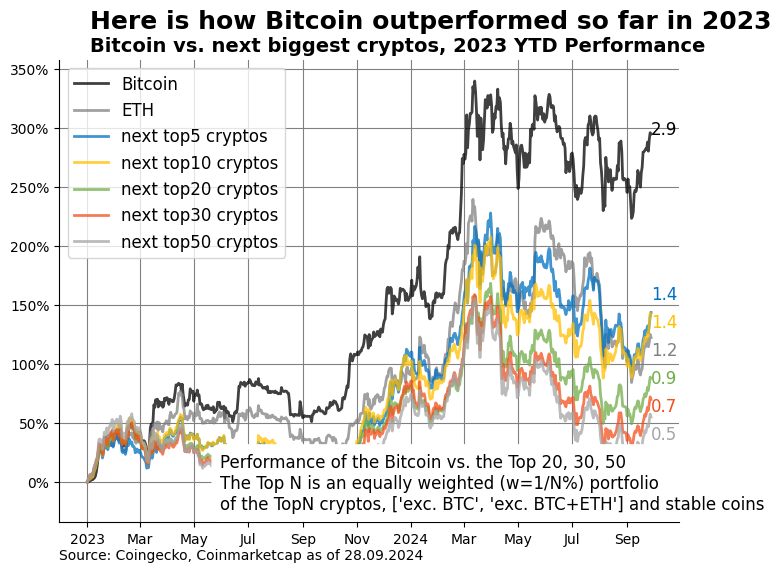 Here is how Bitcoin outperformed so far in 2023
Bitcoin vs. next biggest cryptos, 2023 YTD Performance
350%
300%
250%
200%
150%
100%
50%
0%
Bitcoin
ETH
next top5 cryptos
next top10 cryptos
next top20 cryptos
next top30 cryptos
next top50 cryptos
2.9
1.4
1.4
1.2
0.9
0.7
0.5
Performance of the Bitcoin vs. the Top 20, 30, 50
The Top N is an equally weighted (w=1/N%) portfolio
of the TopN cryptos, ['exc. BTC', 'exc. BTC+ETH'] and stable coins
2023 Mar May Jul Sep Nov 2024 Mar May Jul Sep
Source: Coingecko, Coinmarketcap as of 28.09.2024